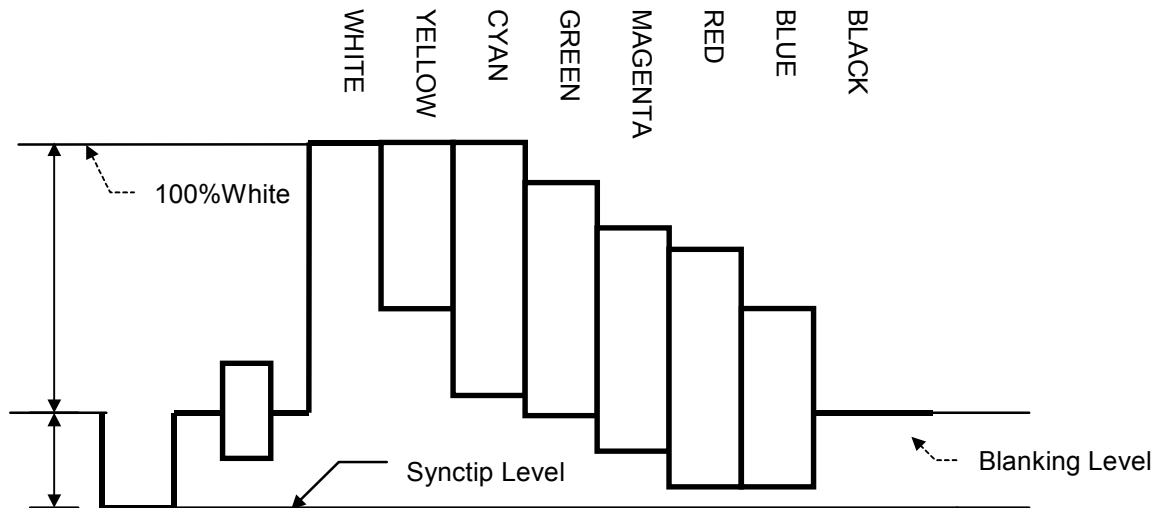 WHITE
YELLOW
CYAN
GREEN
MAGENTA
RED
BLUE
BLACK
100%White
Synctip Level
Blanking Level